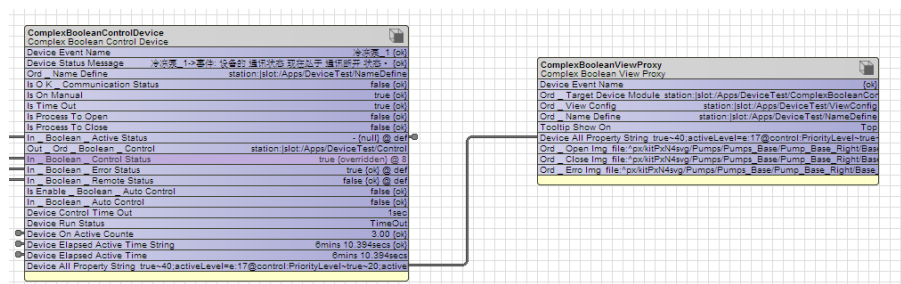 ComplexBooleanControlDevice
Complex Boolean Control Device
Device Event Name 冷冻泵_1 {ok}
Device Status Message 冷冻泵_1->事件: 设备的 通讯状态 现在处于 通讯断开 状态• {ok}
Ord _ Name Define station:|slot:/Apps/DeviceTest/NameDefine
Is O K _ Communication Status false {ok}
Is On Manual true {ok}
Is Time Out true {ok}
Is Process To Open false {ok}
Is Process To Close false {ok}
In _ Boolean _ Active Status - {null} @ def
Out _ Ord _ Boolean _ Control station:|slot:/Apps/DeviceTest/Control
In _ Boolean _ Control Status true {overridden} @ 8
In _ Boolean _ Error Status true {ok} @ def
In _ Boolean _ Remote Status false {ok} @ def
Is Enable _ Boolean _ Auto Control false {ok}
In _ Boolean _ Auto Control false {ok}
Device Control Time Out 1sec
Device Run Status TimeOut
Device On Active Counte 3.00 {ok}
Device Elapsed Active Time String 6mins 10.394secs {ok}
Device Elapsed Active Time 6mins 10.394secs
Device All Property String true~40;activeLevel=e:17@control:PriorityLevel~true~20;active
ComplexBooleanViewProxy
Complex Boolean View Proxy
Device Event Name {ok}
Ord _ Target Device Module station:|slot:/Apps/DeviceTest/ComplexBooleanCon
Ord _ View Config station:|slot:/Apps/DeviceTest/ViewConfig
Ord _ Name Define station:|slot:/Apps/DeviceTest/NameDefine
Tooltip Show On Top
Device All Property String true~40;activeLevel=e:17@control:PriorityLevel~true~
Ord _ Open Img file:^px/kitPxN4svg/Pumps/Pumps_Base/Pump_Base_Right/Base
Ord _ Close Img file:^px/kitPxN4svg/Pumps/Pumps_Base/Pump_Base_Right/Bas
Ord _ Erro Img file:^px/kitPxN4svg/Pumps/Pumps_Base/Pump_Base_Right/Base_